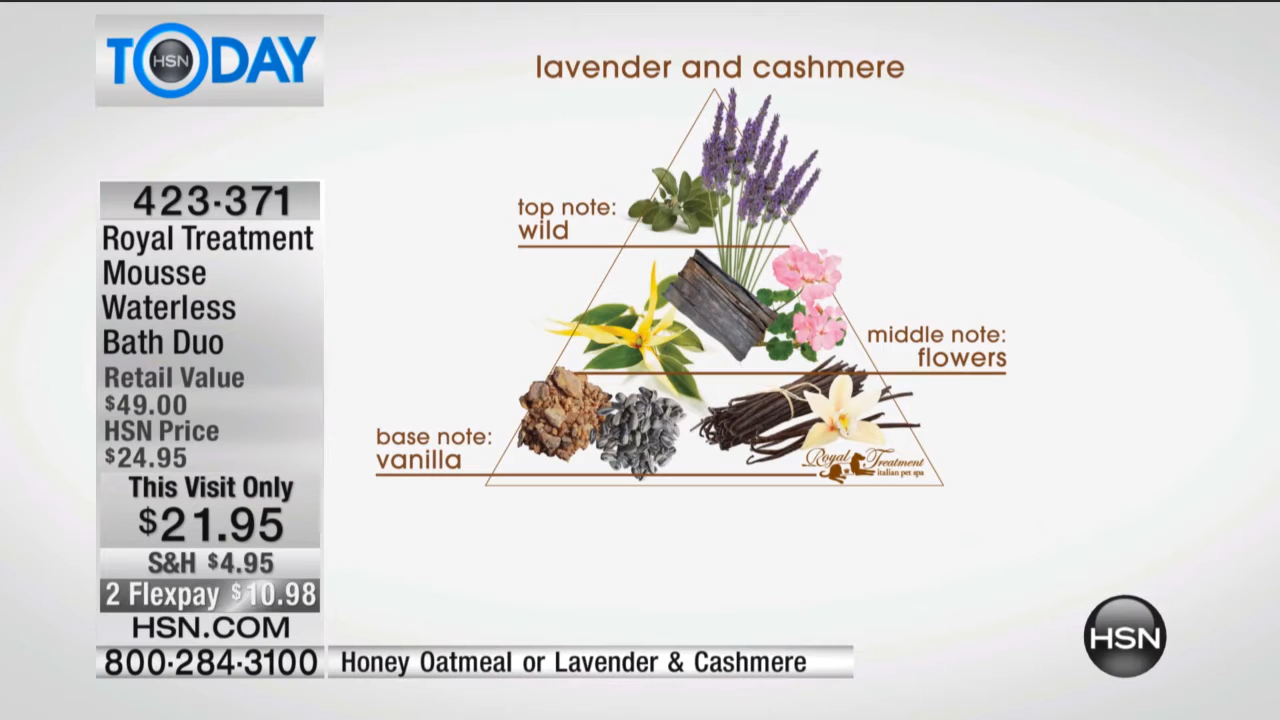 TODAY
HSN
423-371
Royal Treatment
Mousse
Waterless
Bath Duo
Retail Value
$49.00
HSN Price
$24.95
This Visit Only
$21.95
S&H $4.95
2 Flexpay $10.98
HSN.COM
800-284-3100
Honey Oatmeal or Lavender & Cashmere
lavender and cashmere
top note:
wild
middle note:
flowers
base note:
vanilla
Royal Treatment
italian pet spa
HSN